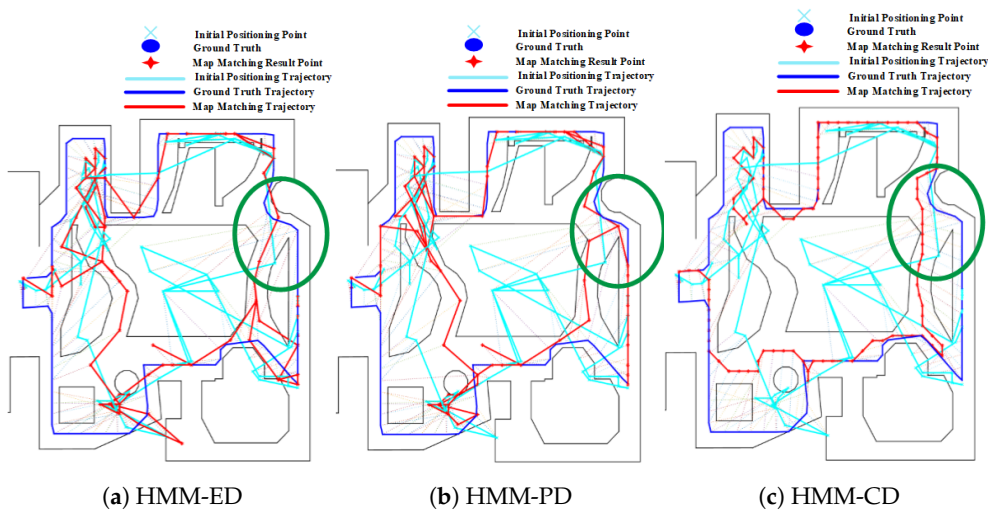 Initial Positioning Point
Ground Truth
Map Matching Result Point
Initial Positioning Trajectory
Ground Truth Trajectory
Map Matching Trajectory
Initial Positioning Point
Ground Truth
Map Matching Result Point
Initial Positioning Trajectory
Ground Truth Trajectory
Map Matching Trajectory
Initial Positioning Point
Ground Truth
Map Matching Result Point
Initial Positioning Trajectory
Ground Truth Trajectory
Map Matching Trajectory
(a) HMM-ED
(b) HMM-PD
(c) HMM-CD